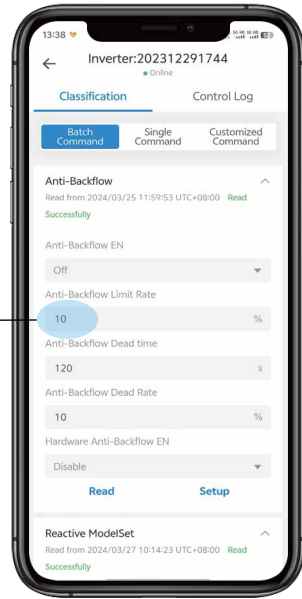 13:38
Inverter:202312291744
Online
Classification Control Log
Batch Command Single Command Customized Command
Anti-Backflow
Read from 2024/03/25 11:59:53 UTC+08:00 Read Successfully
Anti-Backflow EN
Off
Anti-Backflow Limit Rate
10 %
Anti-Backflow Dead time
120 s
Anti-Backflow Dead Rate
10 %
Hardware Anti-Backflow EN
Disable
Read Setup
Reactive ModelSet
Read from 2024/03/27 10:14:23 UTC+08:00 Read Successfully